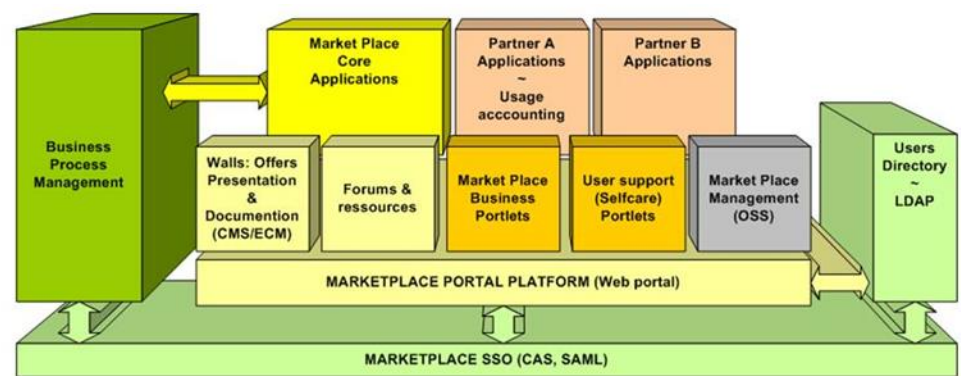 Business
Process
Management
Market Place
Core
Applications
Partner A
Applications
~
Usage
acccounting
Partner B
Applications
Walls: Offers
Presentation
&
Documention
(CMS/ECM)
Forums &
ressources
Market Place
Business
Portlets
User support
(Selfcare)
Portlets
Market Place
Management
(OSS)
Users
Directory
~
LDAP
MARKETPLACE PORTAL PLATFORM (Web portal)
MARKETPLACE SSO (CAS, SAML)